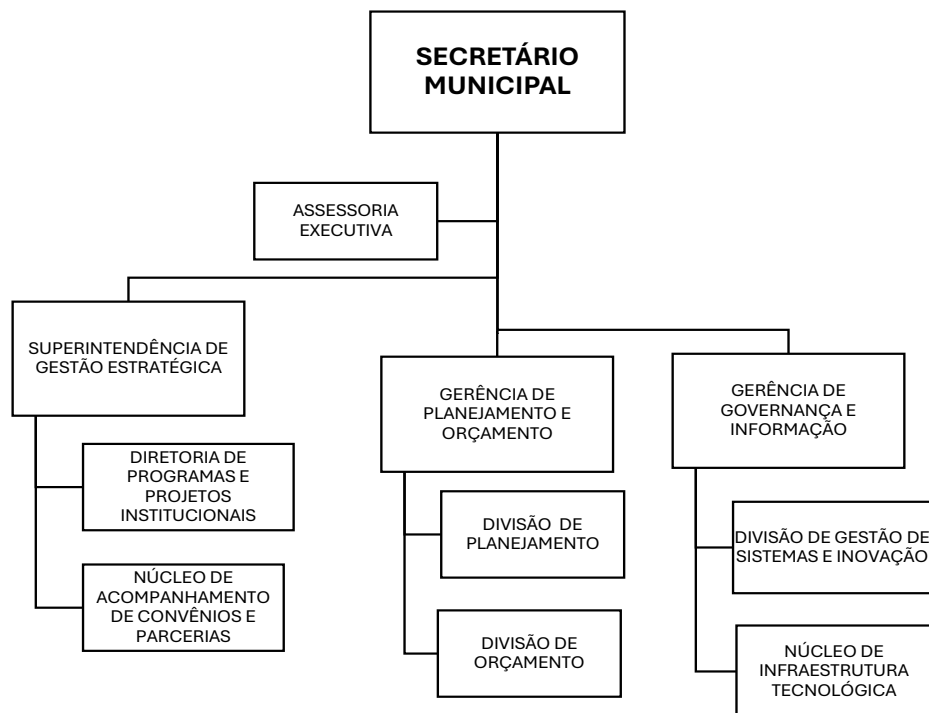 SECRETÁRIO
MUNICIPAL
ASSESSORIA
EXECUTIVA
SUPERINTENDÊNCIA DE
GESTÃO ESTRATÉGICA
DIRETORIA DE
PROGRAMAS E
PROJETOS
INSTITUCIONAIS
NÚCLEO DE
ACOMPANHAMENTO
DE CONVÊNIOS E
PARCERIAS
GERÊNCIA DE
PLANEJAMENTO E
ORÇAMENTO
DIVISÃO  DE
PLANEJAMENTO
DIVISÃO DE
ORÇAMENTO
GERÊNCIA DE
GOVERNANÇA E
INFORMAÇÃO
DIVISÃO DE GESTÃO DE
SISTEMAS E INOVAÇÃO
NÚCLEO DE
INFRAESTRUTURA
TECNOLÓGICA